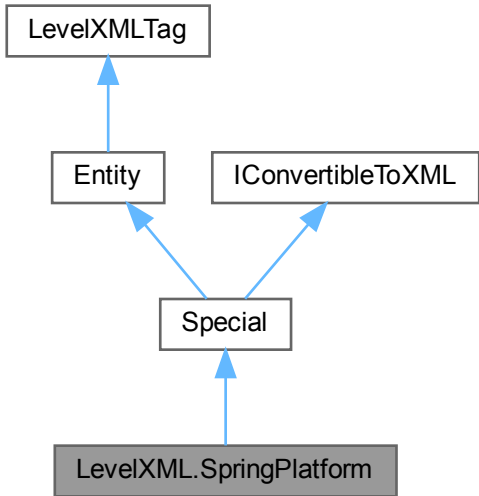 LevelXMLTag
Entity
IConvertibleToXML
Special
LevelXML.SpringPlatform